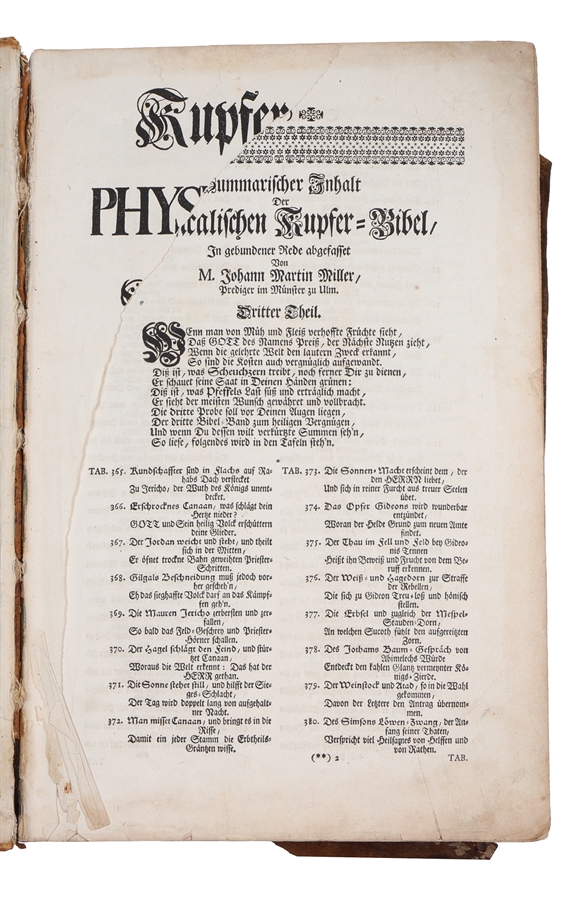 Kupfer
PHYS
Summarischer Inhalt
Der
icalischen Kupfer-Bibel,
In gebundener Rede abgefasset
Von
M. Johann Martin Miller,
Prediger im Münster zu Ulm.
Dritter Theil.
WEnn man von Müh und Fleiß verhoffte Früchte sieht,
Daß GOTT des Namens Preiß, der Nächste Nutzen zieht,
Wenn die gelehrte Welt den lautern Zweck erkannt,
So sind die Kosten auch vergnüglich aufgewandt.
Diß ist, was Scheuchzern treibt, noch ferner Dir zu dienen,
Er schauet seine Saat in Deinen Händen grünen:
Diß ist, was Pfeffels Last süß und erträglich macht,
Er sieht der meisten Wunsch gewähret und vollbracht.
Die dritte Probe soll vor Deinen Augen liegen,
Der dritte Bibel-Band zum heiligen Vergnügen,
Und wenn Du dessen wilt verkürtzte Summen seh'n,
So liese, folgendes wird in den Tafeln steh'n.
TAB. 365. Kundschaffter sind in Flachs auf Ra-
habs Dach verstecket
Zu Jericho, der Wuth des Königs unent-
decket.
366. Erschrocknes Canaan, was schlägt dein
Hertze nieder?
GOTT und Sein heilig Volck erschüttern
deine Glieder.
367. Der Jordan weicht und steht, und theilt
sich in der Mitten,
Er öfnet trockne Bahn geweihten Priester-
Schritten.
368. Gilgals Beschneidung muß jedoch vor-
her gescheh'n,
Eh das sieghaffte Volck darf an das Kämpf-
fen geh'n.
369. Die Mauren Jericho zerbersten und zer-
fallen,
So bald das Feld-Geschrey und Priester-
Hörner schallen.
370. Der Hagel schlägt den Feind, und stür-
tzet Canaan,
Woraus die Welt erkennt: Das hat der
HERR gethan.
371. Die Sonne stehet still, und hilfft der Sie-
ges-Schlacht,
Der Tag wird doppelt lang von aufgehalt-
ner Nacht.
372. Man misset Canaan, und bringt es in die
Risse,
Damit ein jeder Stamm die Erbtheils-
Gräntzen wisse.
TAB. 373. Die Sonnen-Macht erscheint dem, der
den HERRN liebet,
Und sich in reiner Furcht aus treuer Seelen
übet.
374. Das Opfer Gideons wird wunderbar
entzündet,
Woran der Heldt Grund zum neuen Amte
findet.
375. Der Thau im Fell und Feld bey Gideo-
nis Tennen
Heißt ihn Beweiß und Frucht von dem Be-
ruff erkennen.
376. Der Weiß- und Hagedorn zur Straffe
der Rebellen,
Die sich zu Gideon Treu-loß und hönisch
stellen.
377. Die Erbsel und zugleich der Mespel-
Stauden-Dorn,
An welchen Sucoth fühlt den aufgereitzten
Zorn.
378. Des Jothams Baum-Gespräch von
Abimelechs Würde
Entdeckt den kahlen Glantz vermeynter Kö-
nigs-Zierde.
379. Der Weinstock und Atad, so in die Wahl
gekommen,
Davon der Letztere den Antrag übernom-
men.
380. Des Simsons Löwen-Zwang, der An-
fang seiner Thaten,
Verspricht viel Heilsames von Helffen und
von Rathen.
(**) 2
TAB.